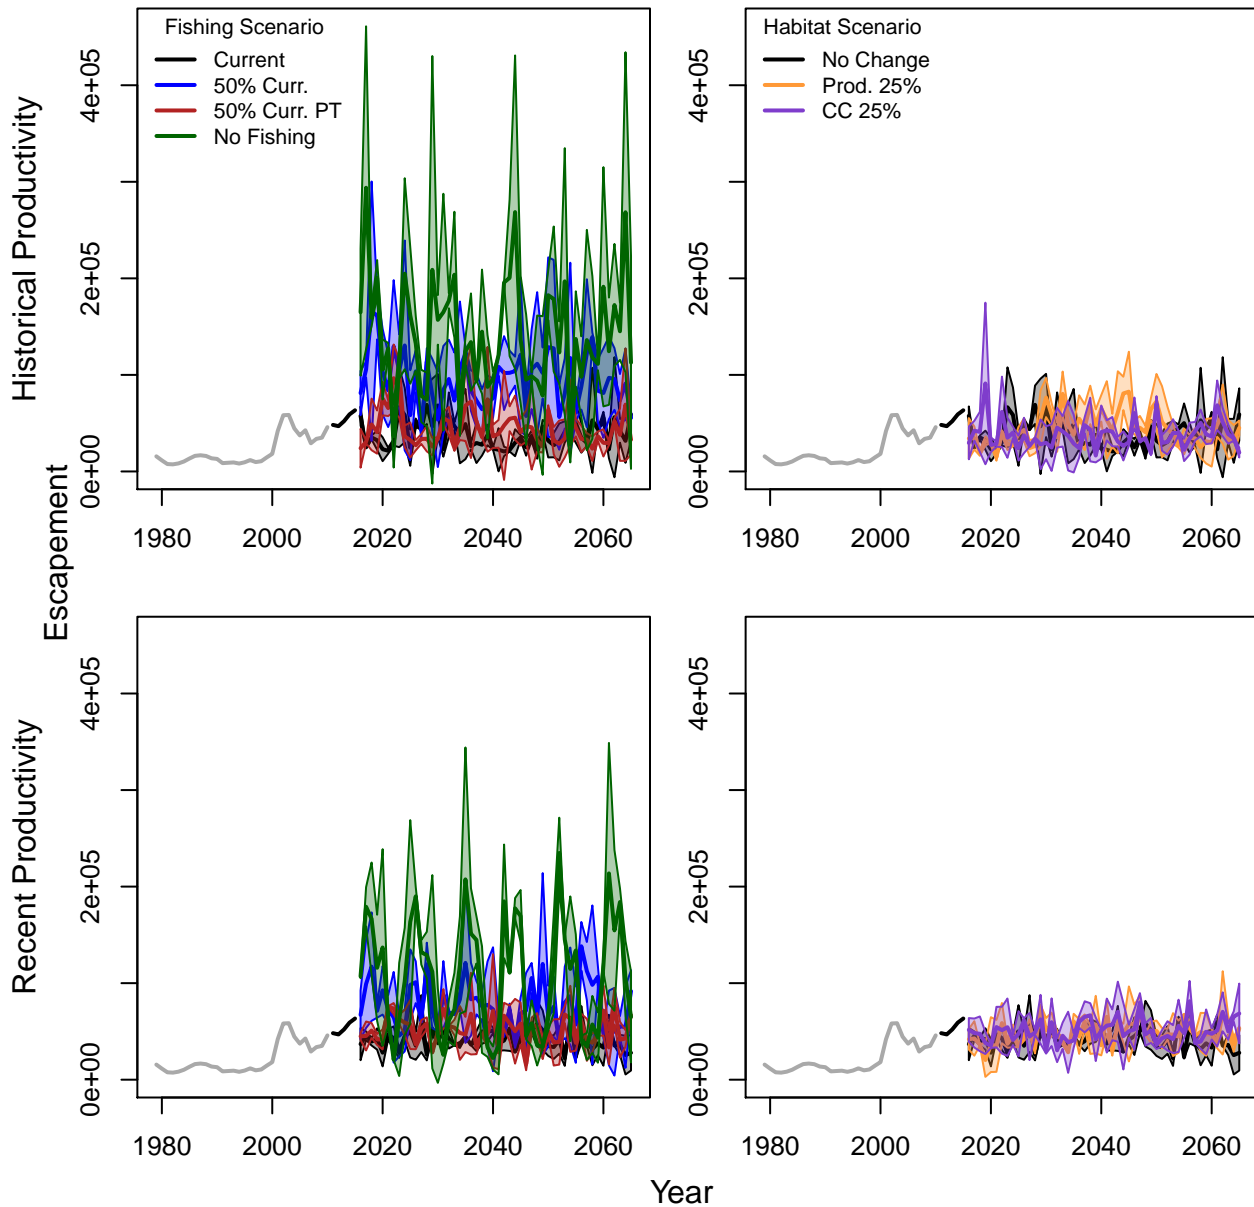 Fishing Scenario
Current
50% Curr.
50% Curr. PT
No Fishing
Habitat Scenario
No Change
Prod. 25%
CC 25%
Historical Productivity
0e+00
2e+05
4e+05
0e+00
2e+05
4e+05
1980
2000
2020
2040
2060
1980
2000
2020
2040
2060
Escapement
Recent Productivity
0e+00
2e+05
4e+05
0e+00
2e+05
4e+05
1980
2000
2020
2040
2060
1980
2000
2020
2040
2060
Year